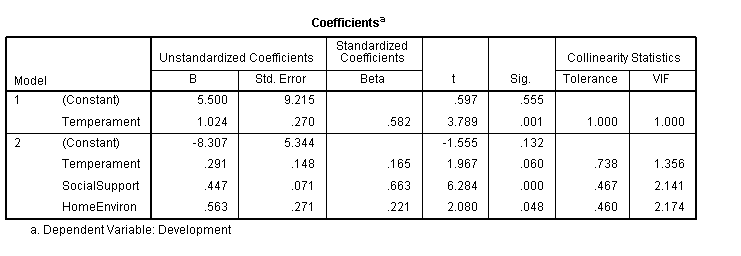 Coefficientsa
Model Unstandardized Coefficients Standardized Coefficients t Sig. Collinearity Statistics
B Std. Error Beta Tolerance VIF
1 (Constant) 5.500 9.215 .597 .555
Temperament 1.024 .270 .582 3.789 .001 1.000 1.000
2 (Constant) -8.307 5.344 -1.555 .132
Temperament .291 .148 .165 1.967 .060 .738 1.356
SocialSupport .447 .071 .663 6.284 .000 .467 2.141
HomeEnviron .563 .271 .221 2.080 .048 .460 2.174
a. Dependent Variable: Development